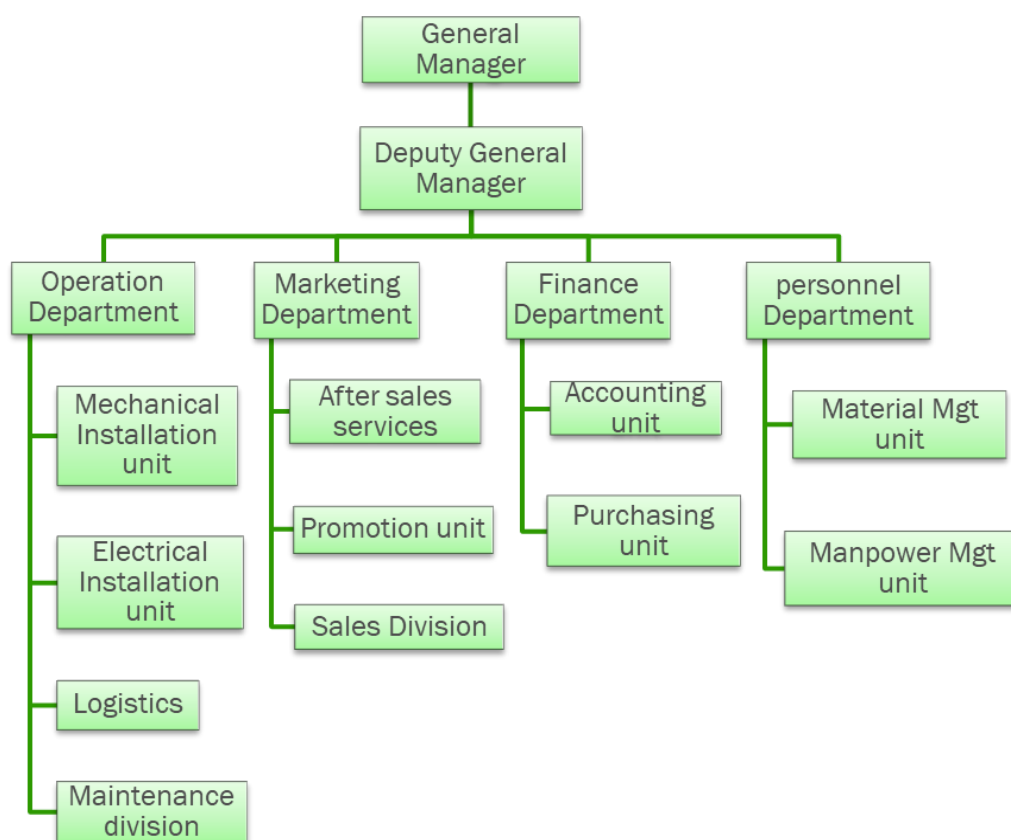 General
Manager
Deputy General
Manager
Operation
Department
Mechanical
Installation
unit
Electrical
Installation
unit
Logistics
Maintenance
division
Marketing
Department
After sales
services
Promotion unit
Sales Division
Finance
Department
Accounting
unit
Purchasing
unit
personnel
Department
Material Mgt
unit
Manpower Mgt
unit